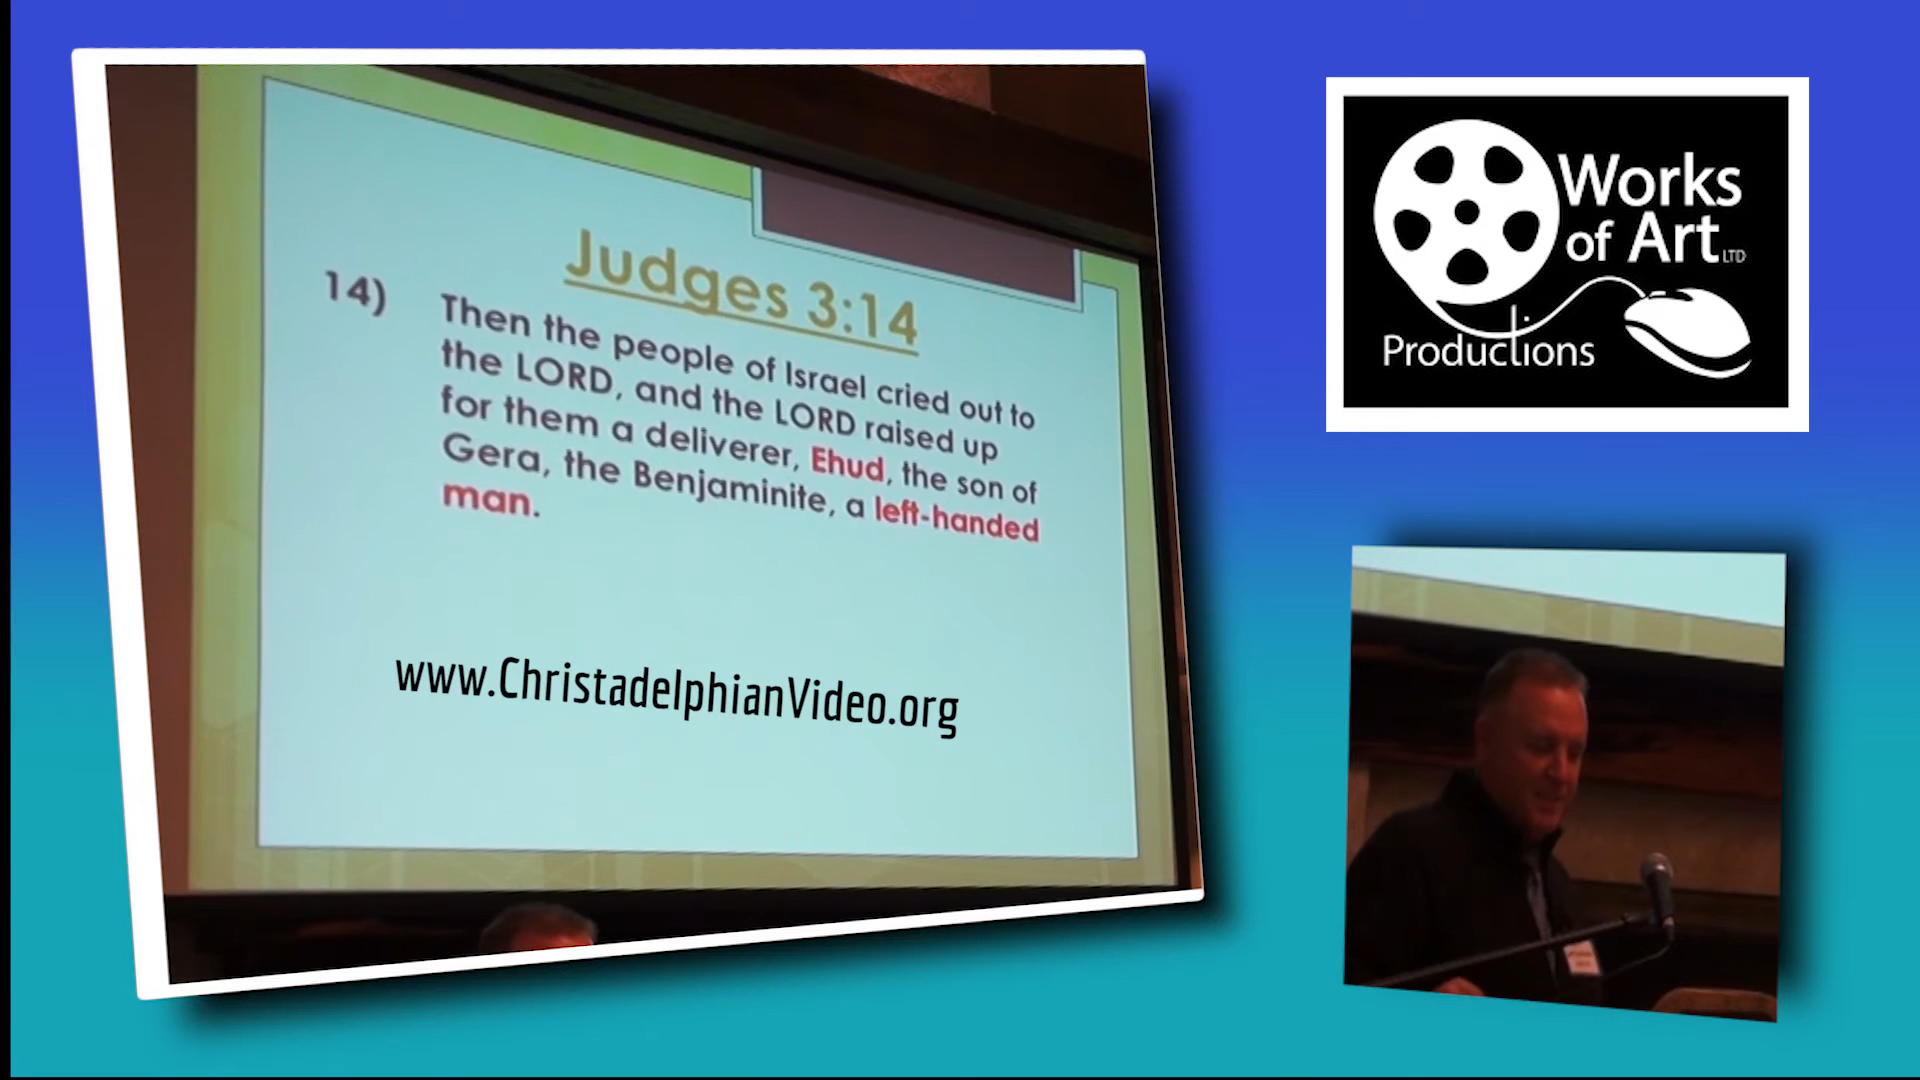 Judges 3:14
14) Then the people of Israel cried out to
the LORD, and the LORD raised up
for them a deliverer, Ehud, the son of
Gera, the Benjaminite, a left-handed
man.
www.ChristadelphianVideo.org
Works
of Art LTD
Productions